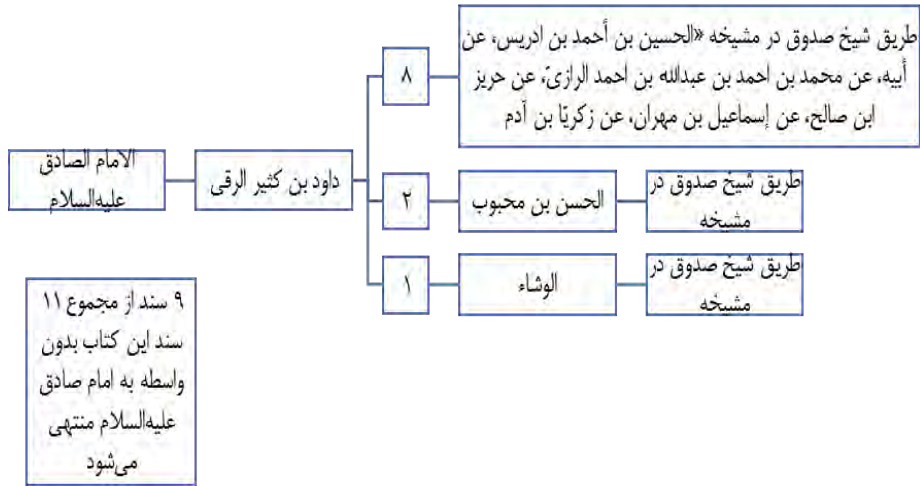 طریق شیخ صدوق در مشیخه «الحسین بن أحمد بن ادریس، عن
أبیه، عن محمد بن احمد بن عبدالله بن احمد الرازیّ، عن حریز
ابن صالح، عن إسماعیل بن مهران، عن زکریّا بن آدم
۸
الامام الصادق
علیه‌السلام
داود بن کثیر الرقی
۲
الحسن بن محبوب
طریق شیخ صدوق در
مشیخه
۱
الوشاء
طریق شیخ صدوق در
مشیخه
۹ سند از مجموع ۱۱
سند این کتاب بدون
واسطه به امام صادق
علیه‌السلام منتهی
می‌شود